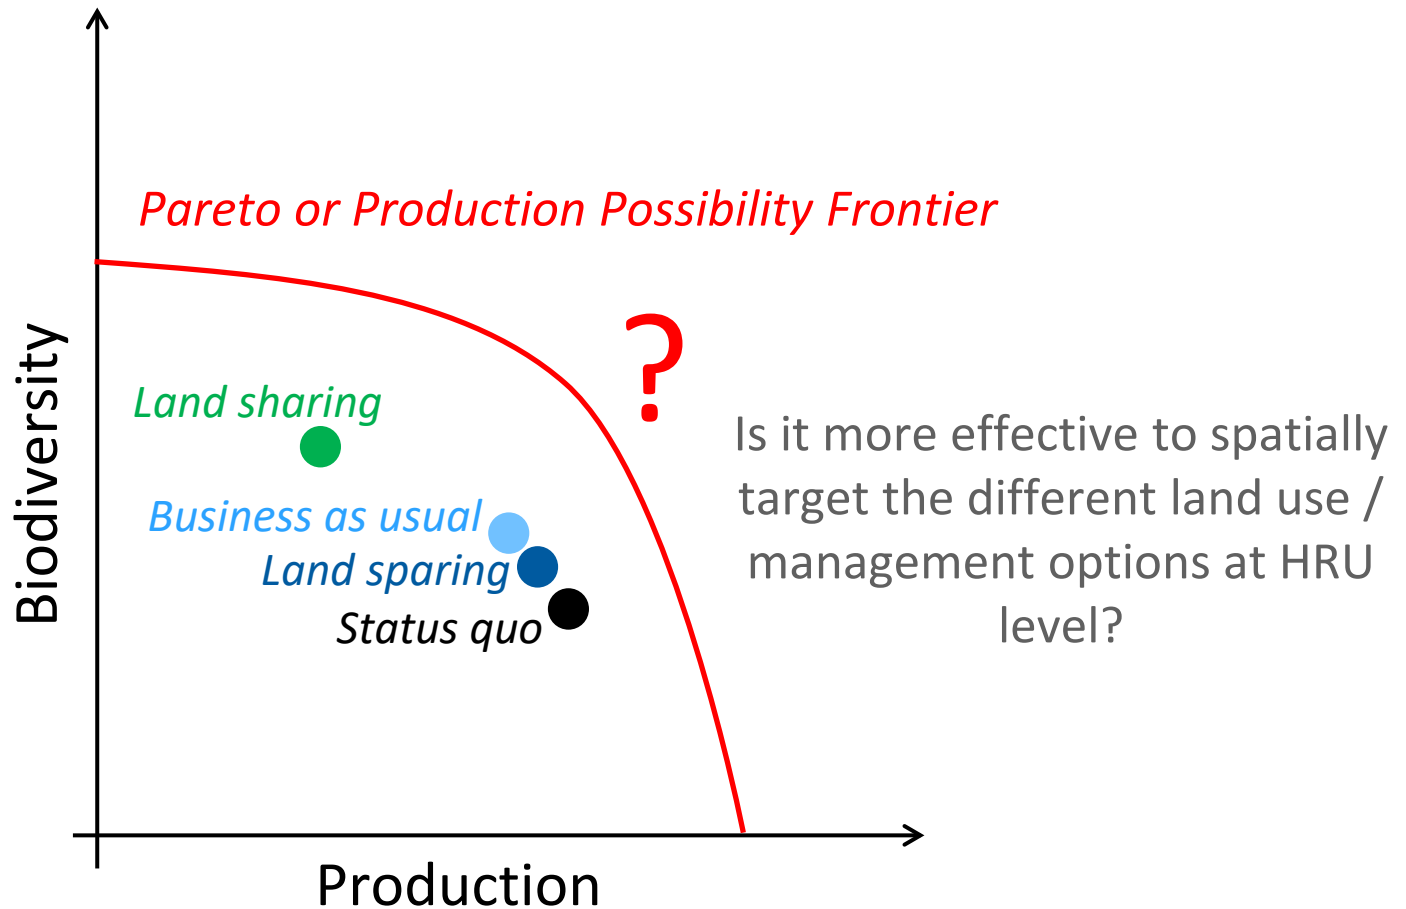 Pareto or Production Possibility Frontier
?
Land sharing
Is it more effective to spatially
target the different land use /
management options at HRU
level?
Business as usual
Land sparing
Status quo
Biodiversity
Production